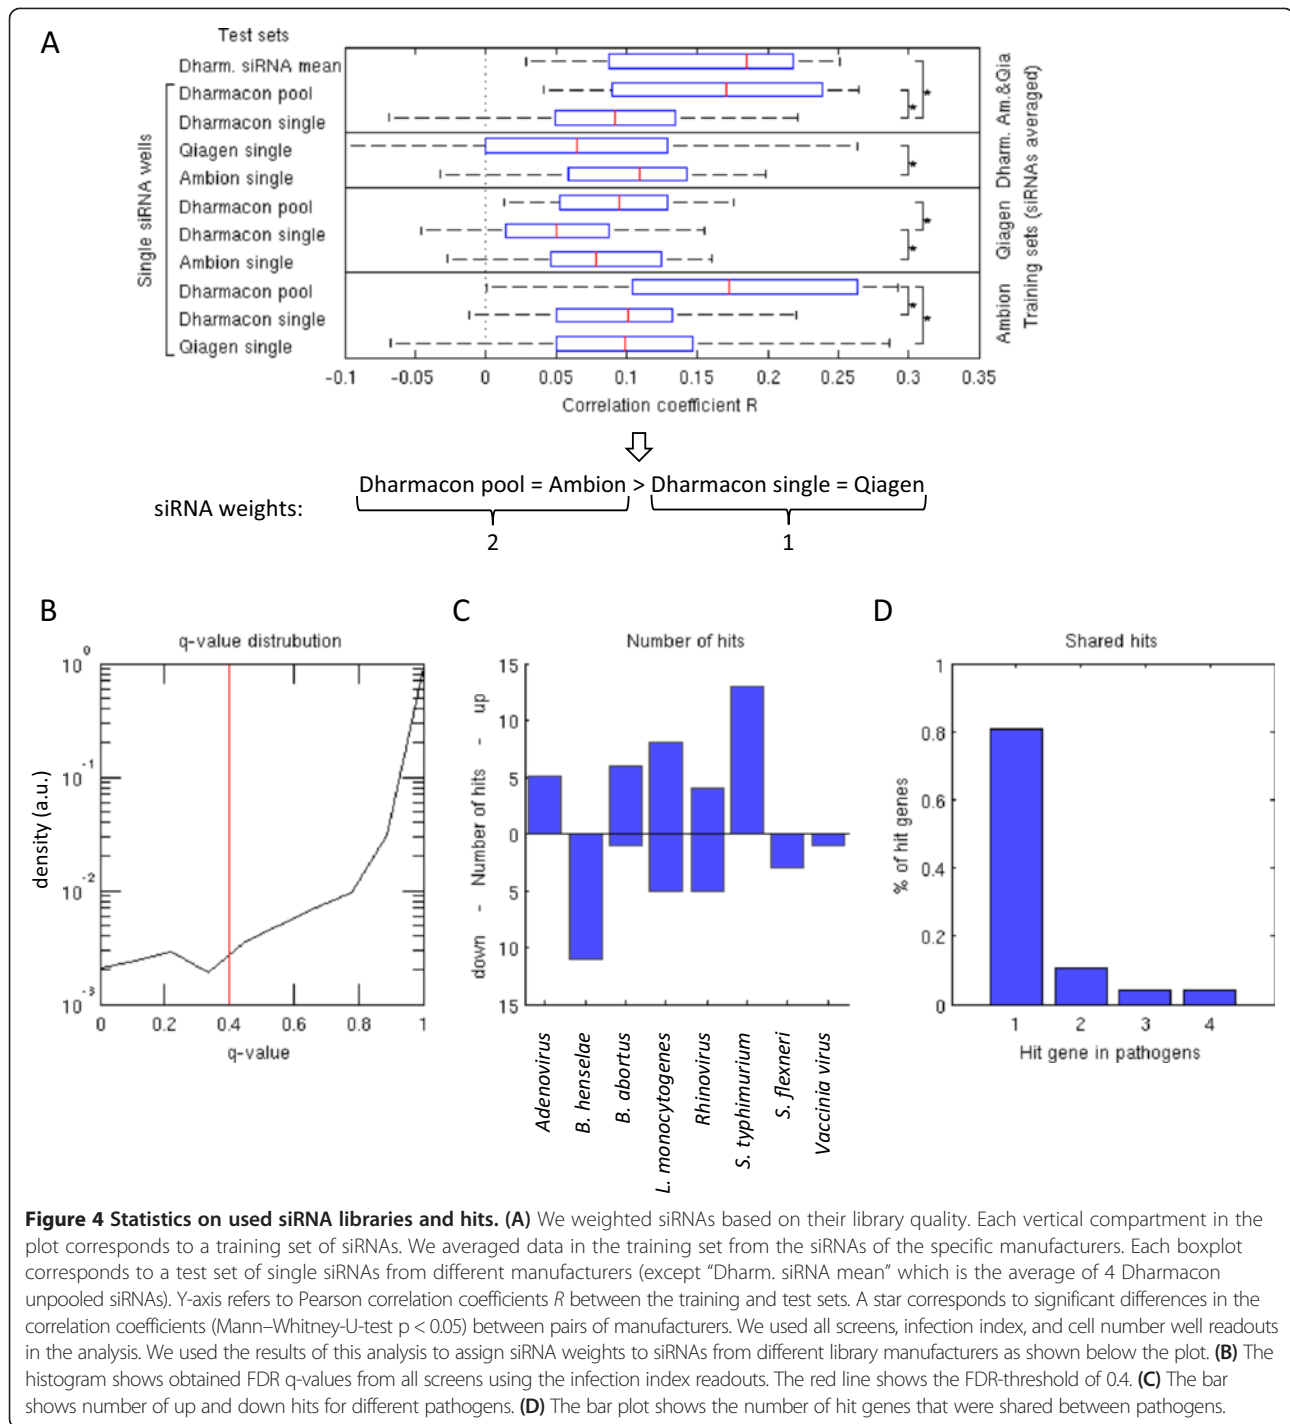 A
Test sets
Dharm. siRNA mean
Dharmacon pool
Dharmacon single
Qiagen single
Ambion single
Dharmacon pool
Dharmacon single
Ambion single
Dharmacon pool
Dharmacon single
Qiagen single
Single siRNA wells
* *
*
* *
* *
Am.&Qia
Dharm.
Qiagen
Ambion
Training sets (siRNAs averaged)
-0.1 -0.05 0 0.05 0.1 0.15 0.2 0.25 0.3 0.35
Correlation coefficient R
Dharmacon pool = Ambion > Dharmacon single = Qiagen
siRNA weights:
2 1
B
q-value distrubution
10^0
10^-1
10^-2
10^-3
density (a.u.)
0 0.2 0.4 0.6 0.8 1
q-value
C
Number of hits
15
10
5
0
5
10
15
down - Number of hits - up
Adenovirus
B. henselae
B. abortus
L. monocytogenes
Rhinovirus
S. typhimurium
S. flexneri
Vaccinia virus
D
Shared hits
1
0.8
0.6
0.4
0.2
0
% of hit genes
1 2 3 4
Hit gene in pathogens
Figure 4 Statistics on used siRNA libraries and hits. (A) We weighted siRNAs based on their library quality. Each vertical compartment in the
plot corresponds to a training set of siRNAs. We averaged data in the training set from the siRNAs of the specific manufacturers. Each boxplot
corresponds to a test set of single siRNAs from different manufacturers (except “Dharm. siRNA mean” which is the average of 4 Dharmacon
unpooled siRNAs). Y-axis refers to Pearson correlation coefficients R between the training and test sets. A star corresponds to significant differences in the
correlation coefficients (Mann–Whitney-U-test p < 0.05) between pairs of manufacturers. We used all screens, infection index, and cell number well readouts
in the analysis. We used the results of this analysis to assign siRNA weights to siRNAs from different library manufacturers as shown below the plot. (B) The
histogram shows obtained FDR q-values from all screens using the infection index readouts. The red line shows the FDR-threshold of 0.4. (C) The bar
shows number of up and down hits for different pathogens. (D) The bar plot shows the number of hit genes that were shared between pathogens.